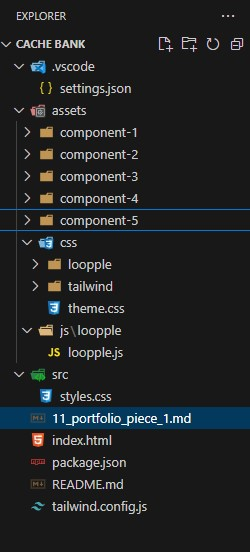 EXPLORER
CACHE BANK
.vscode
{ } settings.json
assets
component-1
component-2
component-3
component-4
component-5
css
loopple
tailwind
theme.css
js\loopple
JS loopple.js
src
styles.css
11_portfolio_piece_1.md
index.html
package.json
README.md
tailwind.config.js